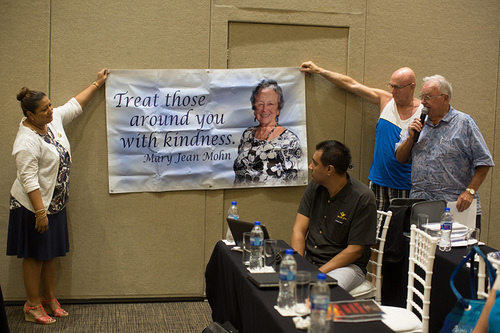 Treat those
around you
with kindness.
Mary Jean Mohn